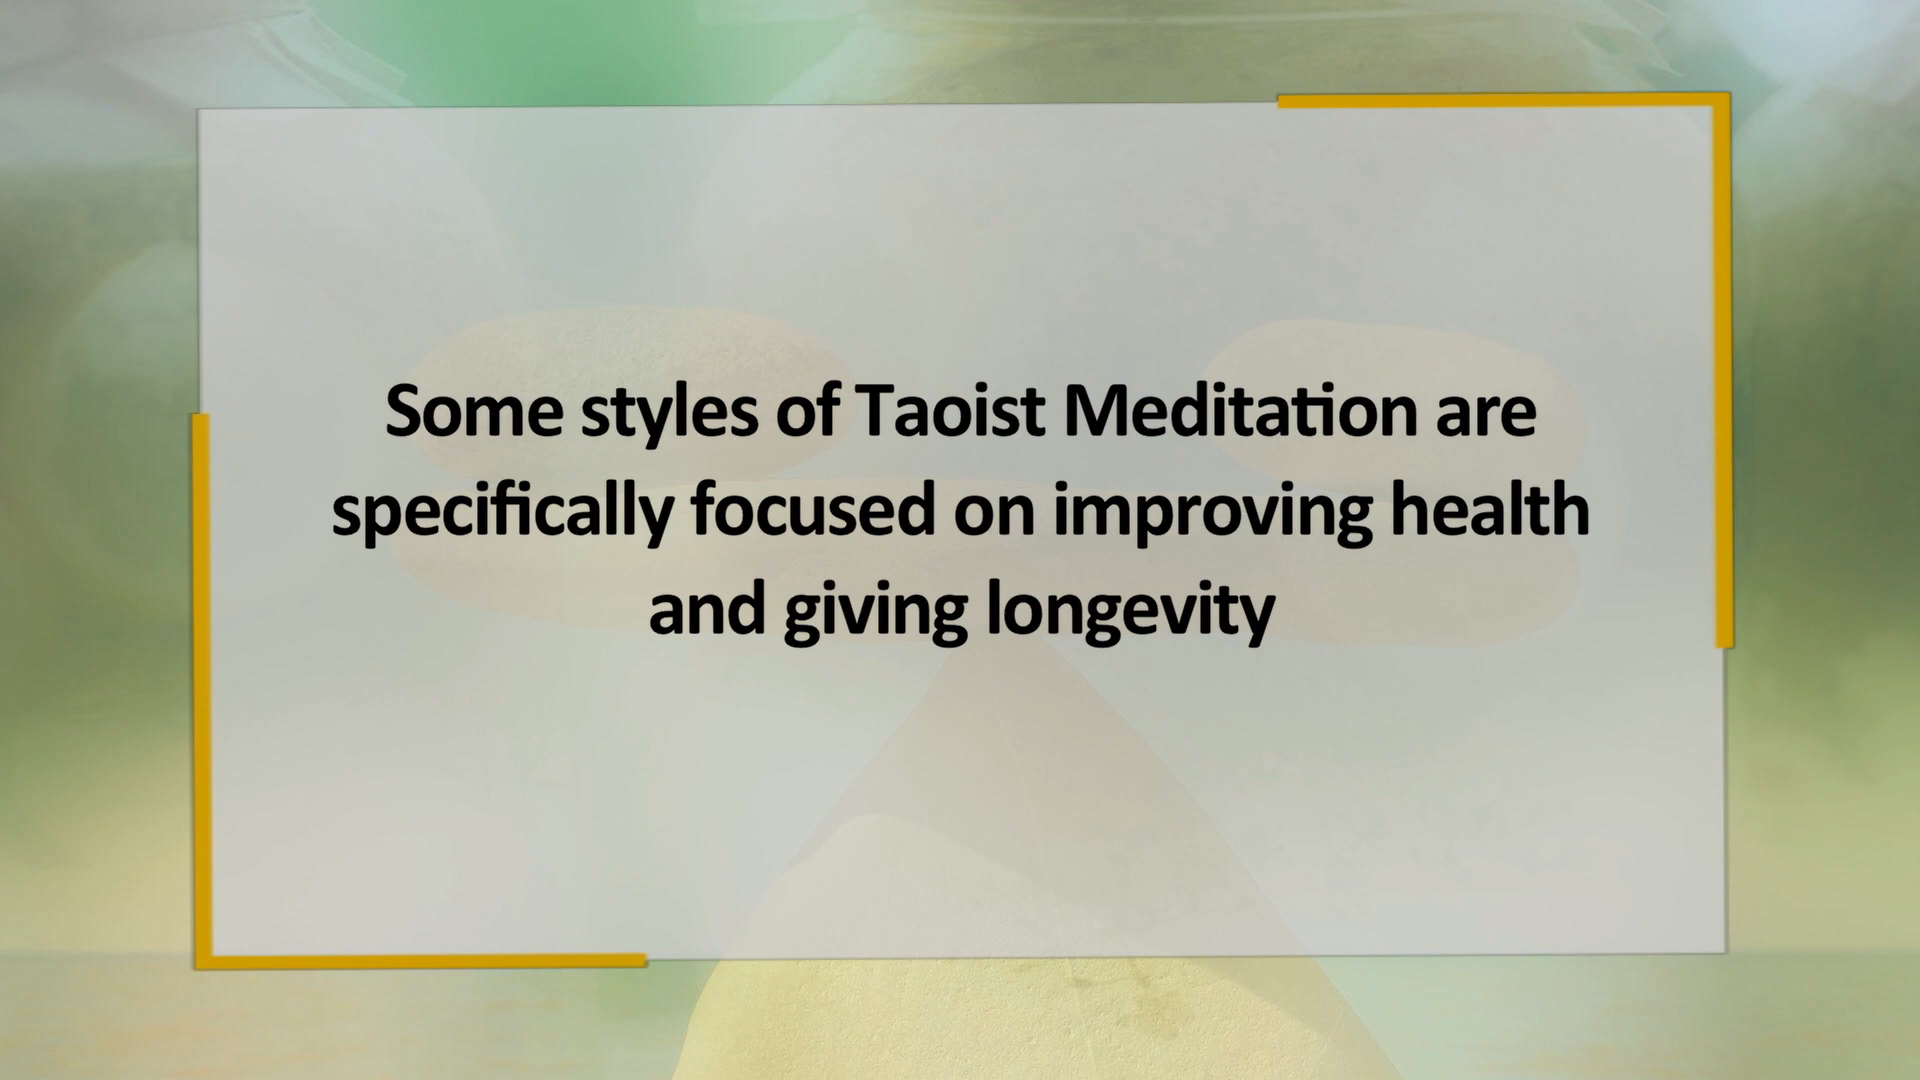 Some styles of Taoist Meditation are
specifically focused on improving health
and giving longevity